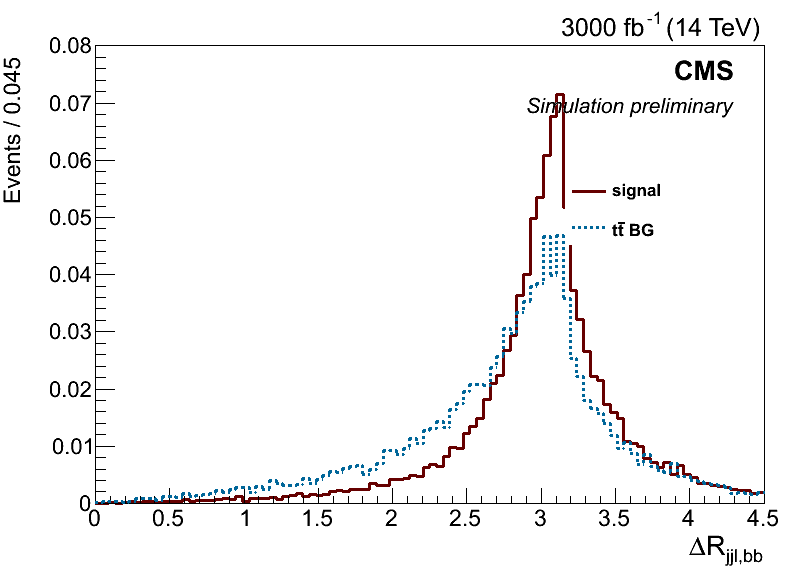 3000 fb-1 (14 TeV)
CMS
Simulation preliminary
Events / 0.045
0.08
0.07
0.06
0.05
0.04
0.03
0.02
0.01
0
signal
tt̄ BG
0 0.5 1 1.5 2 2.5 3 3.5 4 4.5
ΔRjjl,bb